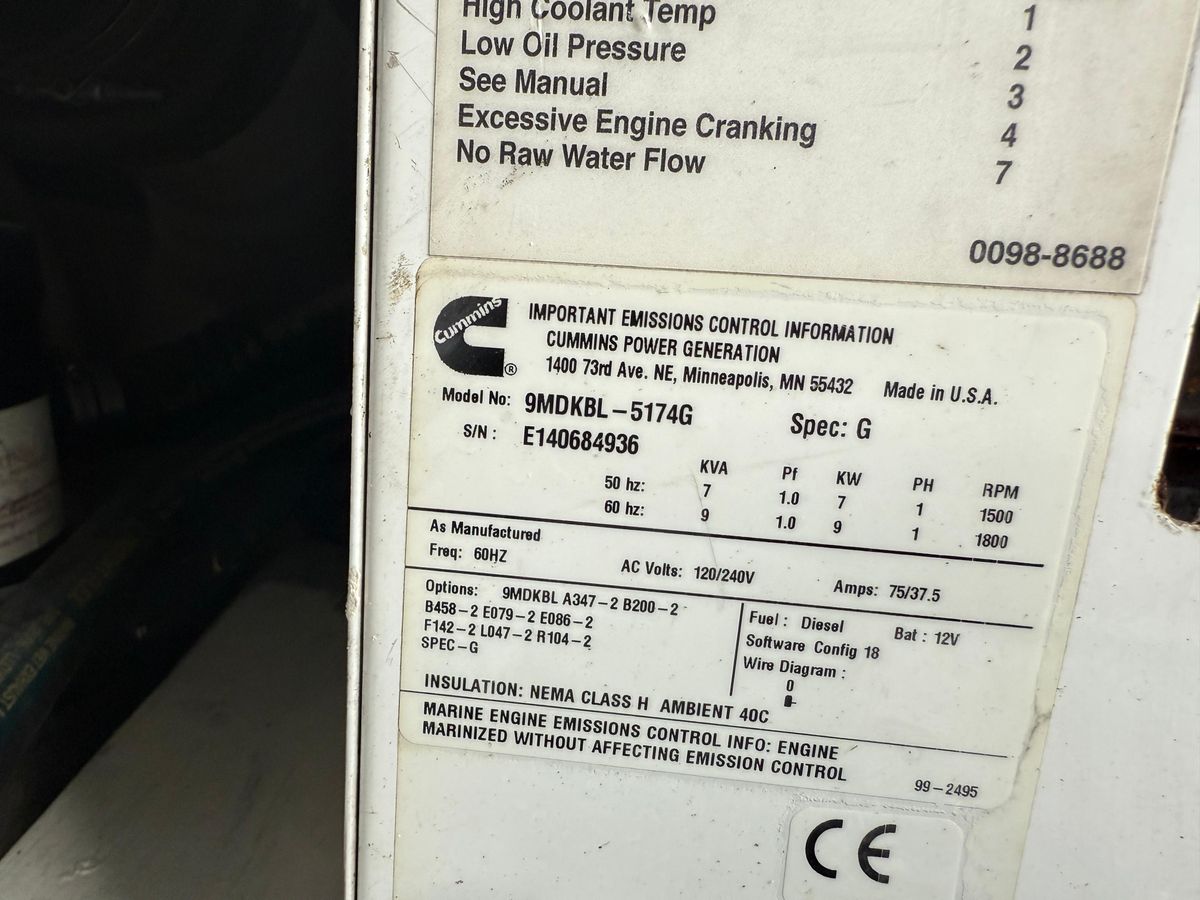 High Coolant Temp 1
Low Oil Pressure 2
See Manual 3
Excessive Engine Cranking 4
No Raw Water Flow 7
0098-8688
Cummins ®
IMPORTANT EMISSIONS CONTROL INFORMATION
CUMMINS POWER GENERATION
1400 73rd Ave. NE, Minneapolis, MN 55432 Made in U.S.A.
Model No: 9MDKBL-5174G Spec: G
S/N: E140684936
KVA Pf KW PH RPM
50 hz: 7 1.0 7 1 1500
60 hz: 9 1.0 9 1 1800
As Manufactured
Freq: 60HZ AC Volts: 120/240V Amps: 75/37.5
Options: 9MDKBL A347-2 B200-2
B458-2 E079-2 E086-2
F142-2 L047-2 R104-2
SPEC-G
Fuel: Diesel Bat: 12V
Software Config 18
Wire Diagram:
0
INSULATION: NEMA CLASS H AMBIENT 40C
MARINE ENGINE EMISSIONS CONTROL INFO: ENGINE
MARINIZED WITHOUT AFFECTING EMISSION CONTROL
99-2495
CE